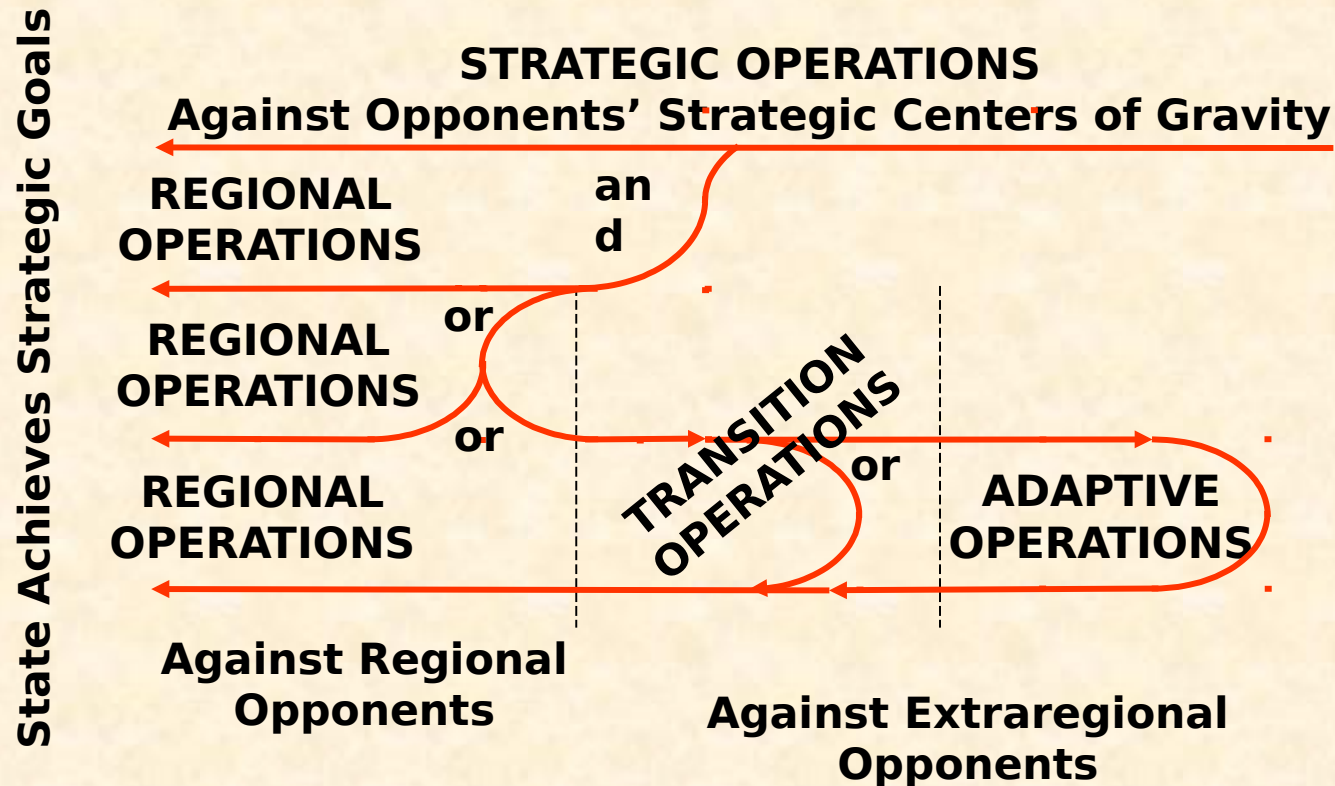 State Achieves Strategic Goals
STRATEGIC OPERATIONS
Against Opponents’ Strategic Centers of Gravity
REGIONAL
OPERATIONS
an
d
or
REGIONAL
OPERATIONS
or
TRANSITION
OPERATIONS
or
REGIONAL
OPERATIONS
ADAPTIVE
OPERATIONS
Against Regional
Opponents
Against Extraregional
Opponents